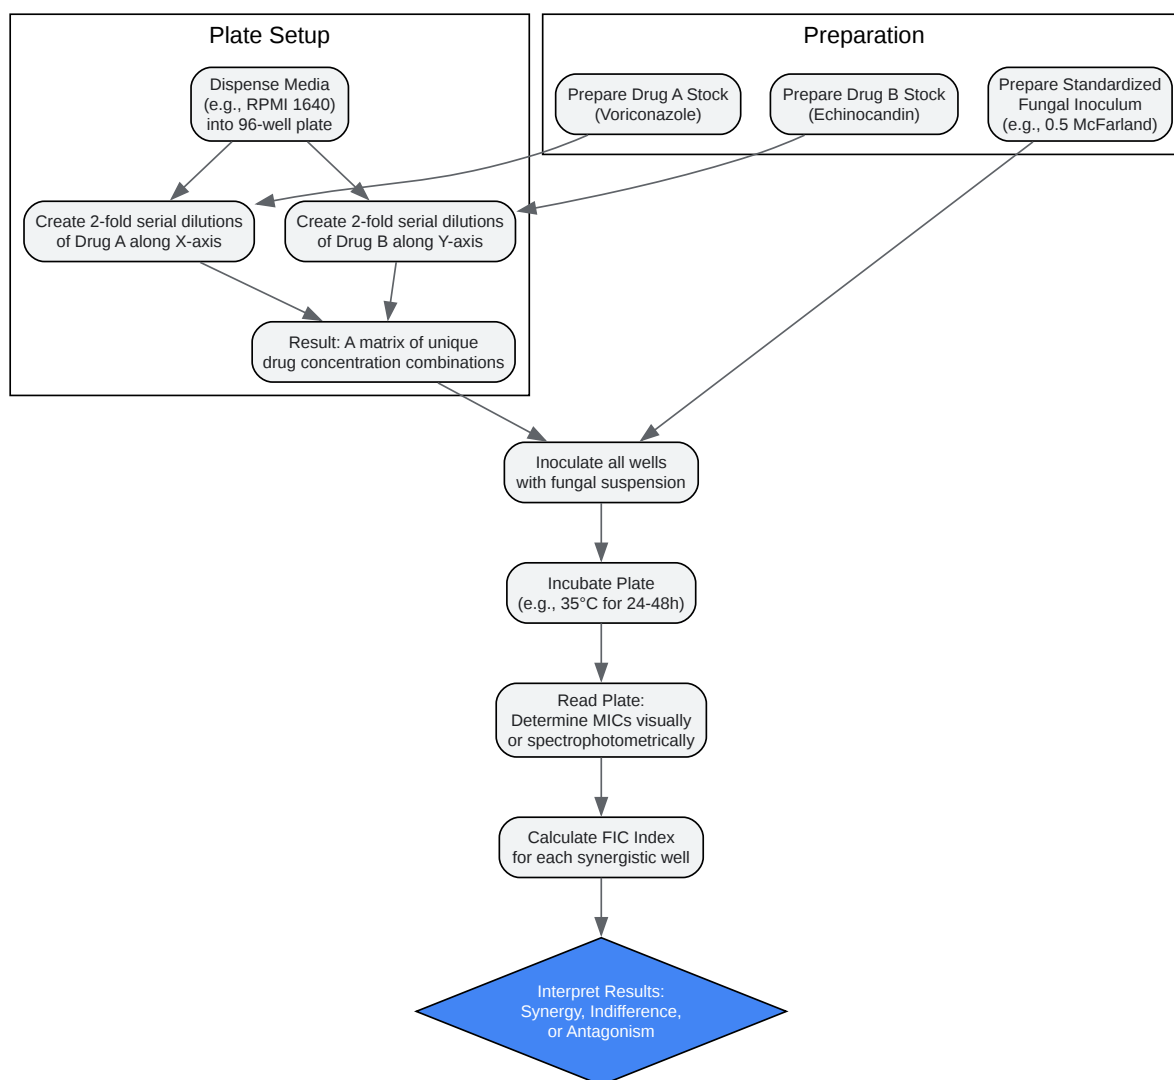 Plate Setup
Preparation
Dispense Media
(e.g., RPMI 1640)
into 96-well plate
Prepare Drug A Stock
(Voriconazole)
Prepare Drug B Stock
(Echinocandin)
Prepare Standardized
Fungal Inoculum
(e.g., 0.5 McFarland)
Create 2-fold serial dilutions
of Drug A along X-axis
Create 2-fold serial dilutions
of Drug B along Y-axis
Result: A matrix of unique
drug concentration combinations
Inoculate all wells
with fungal suspension
Incubate Plate
(e.g., 35°C for 24-48h)
Read Plate:
Determine MICs visually
or spectrophotometrically
Calculate FIC Index
for each synergistic well
Interpret Results:
Synergy, Indifference,
or Antagonism